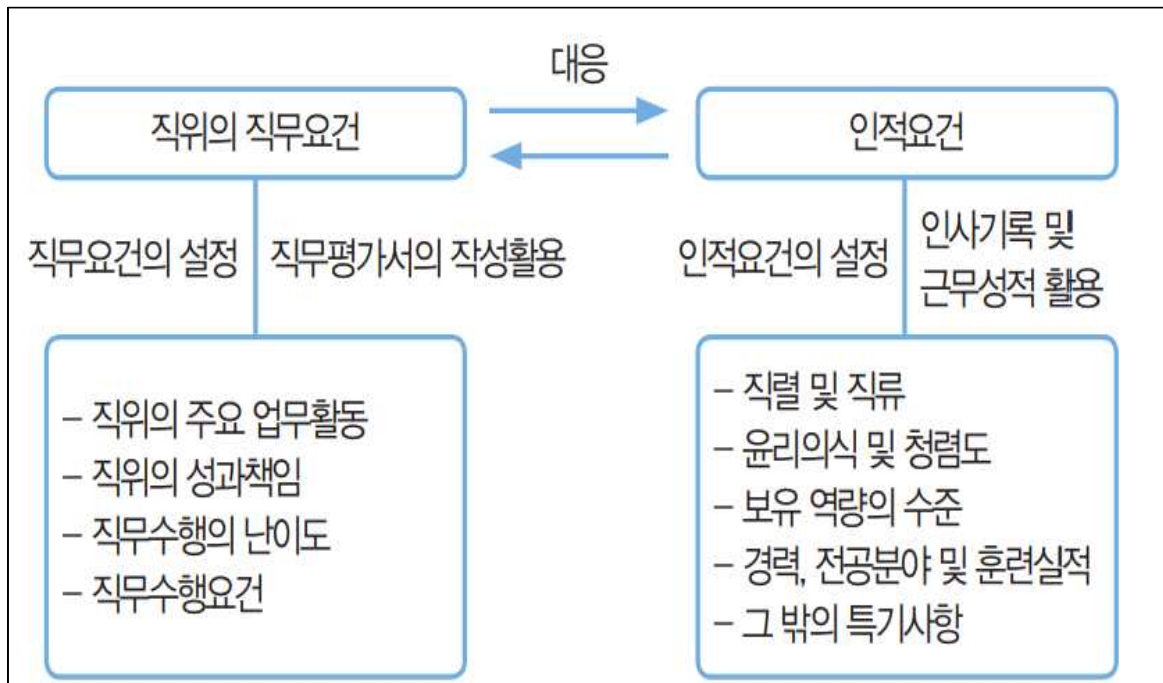 대응
직위의 직무요건
인적요건
직무요건의 설정
직무평가서의 작성활용
인적요건의 설정
인사기록 및
근무성적 활용
– 직위의 주요 업무활동
– 직위의 성과책임
– 직무수행의 난이도
– 직무수행요건
– 직렬 및 직류
– 윤리의식 및 청렴도
– 보유 역량의 수준
– 경력, 전공분야 및 훈련실적
– 그 밖의 특기사항